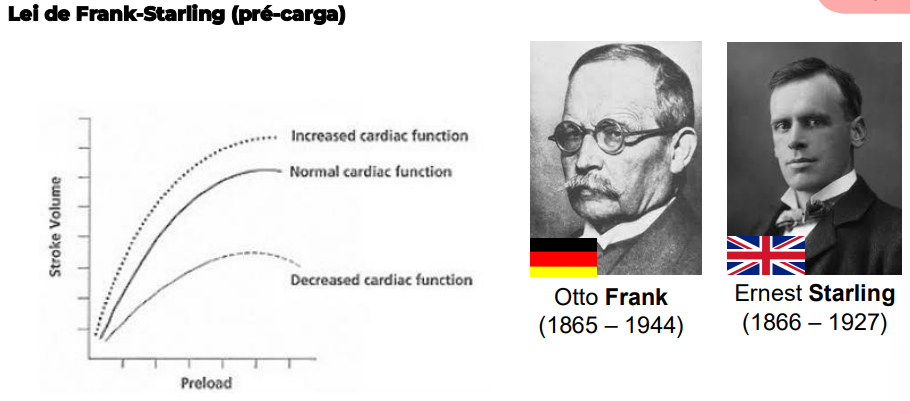 Lei de Frank-Starling (pré-carga)
Increased cardiac function
Normal cardiac function
Decreased cardiac function
Stroke Volume
Preload
Otto Frank
(1865 – 1944)
Ernest Starling
(1866 – 1927)